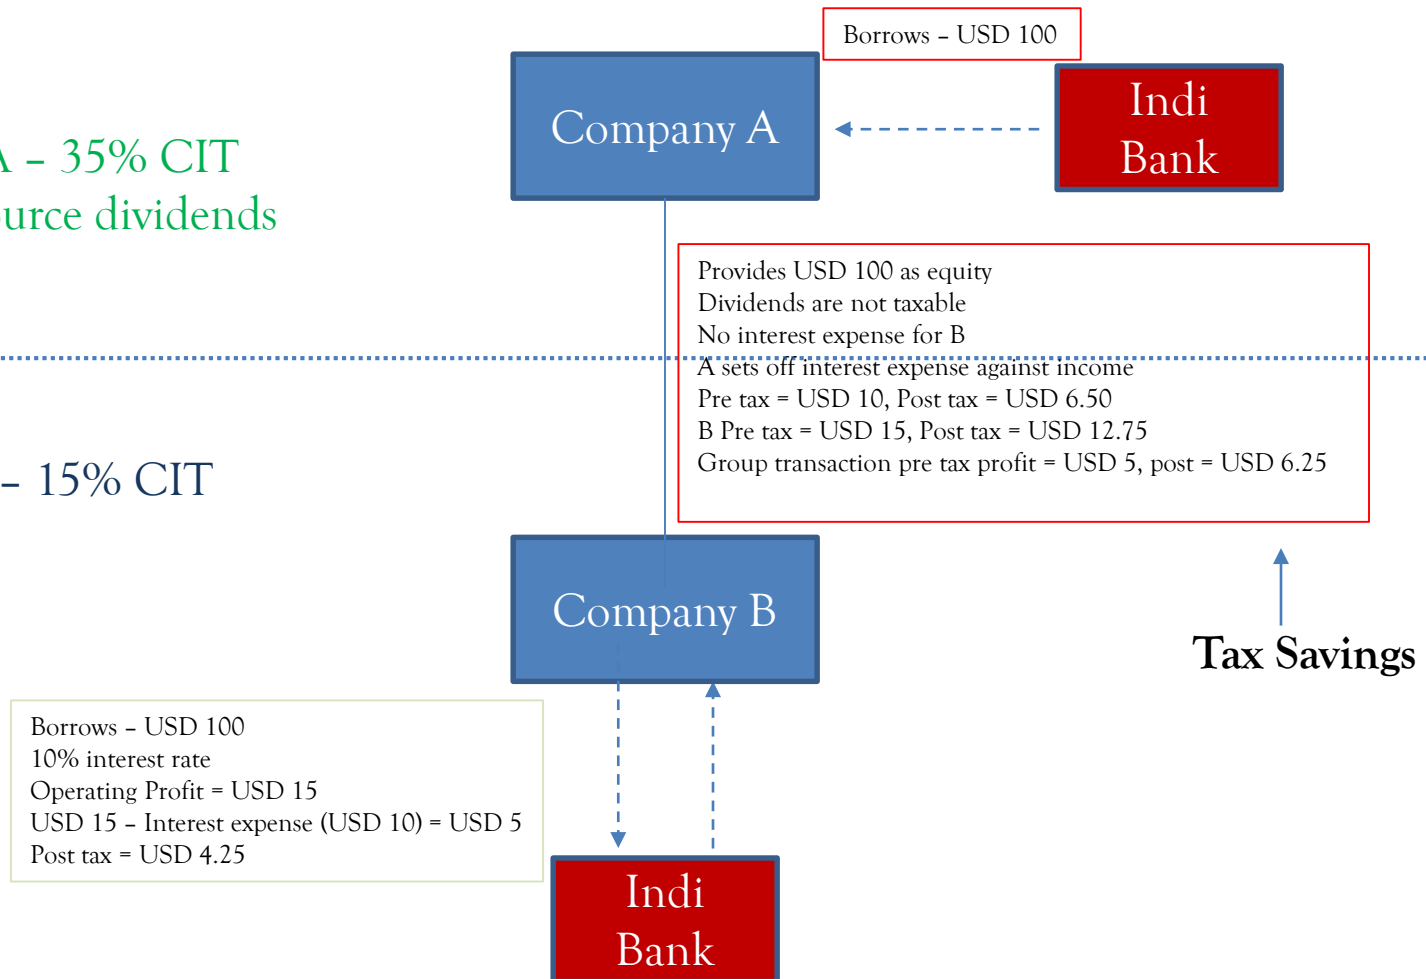 Borrows – USD 100
Company A
Indi
Bank
A – 35% CIT
ource dividends
Provides USD 100 as equity
Dividends are not taxable
No interest expense for B
A sets off interest expense against income
Pre tax = USD 10, Post tax = USD 6.50
B Pre tax = USD 15, Post tax = USD 12.75
Group transaction pre tax profit = USD 5, post = USD 6.25
– 15% CIT
Company B
Tax Savings
Borrows – USD 100
10% interest rate
Operating Profit = USD 15
USD 15 – Interest expense (USD 10) = USD 5
Post tax = USD 4.25
Indi
Bank